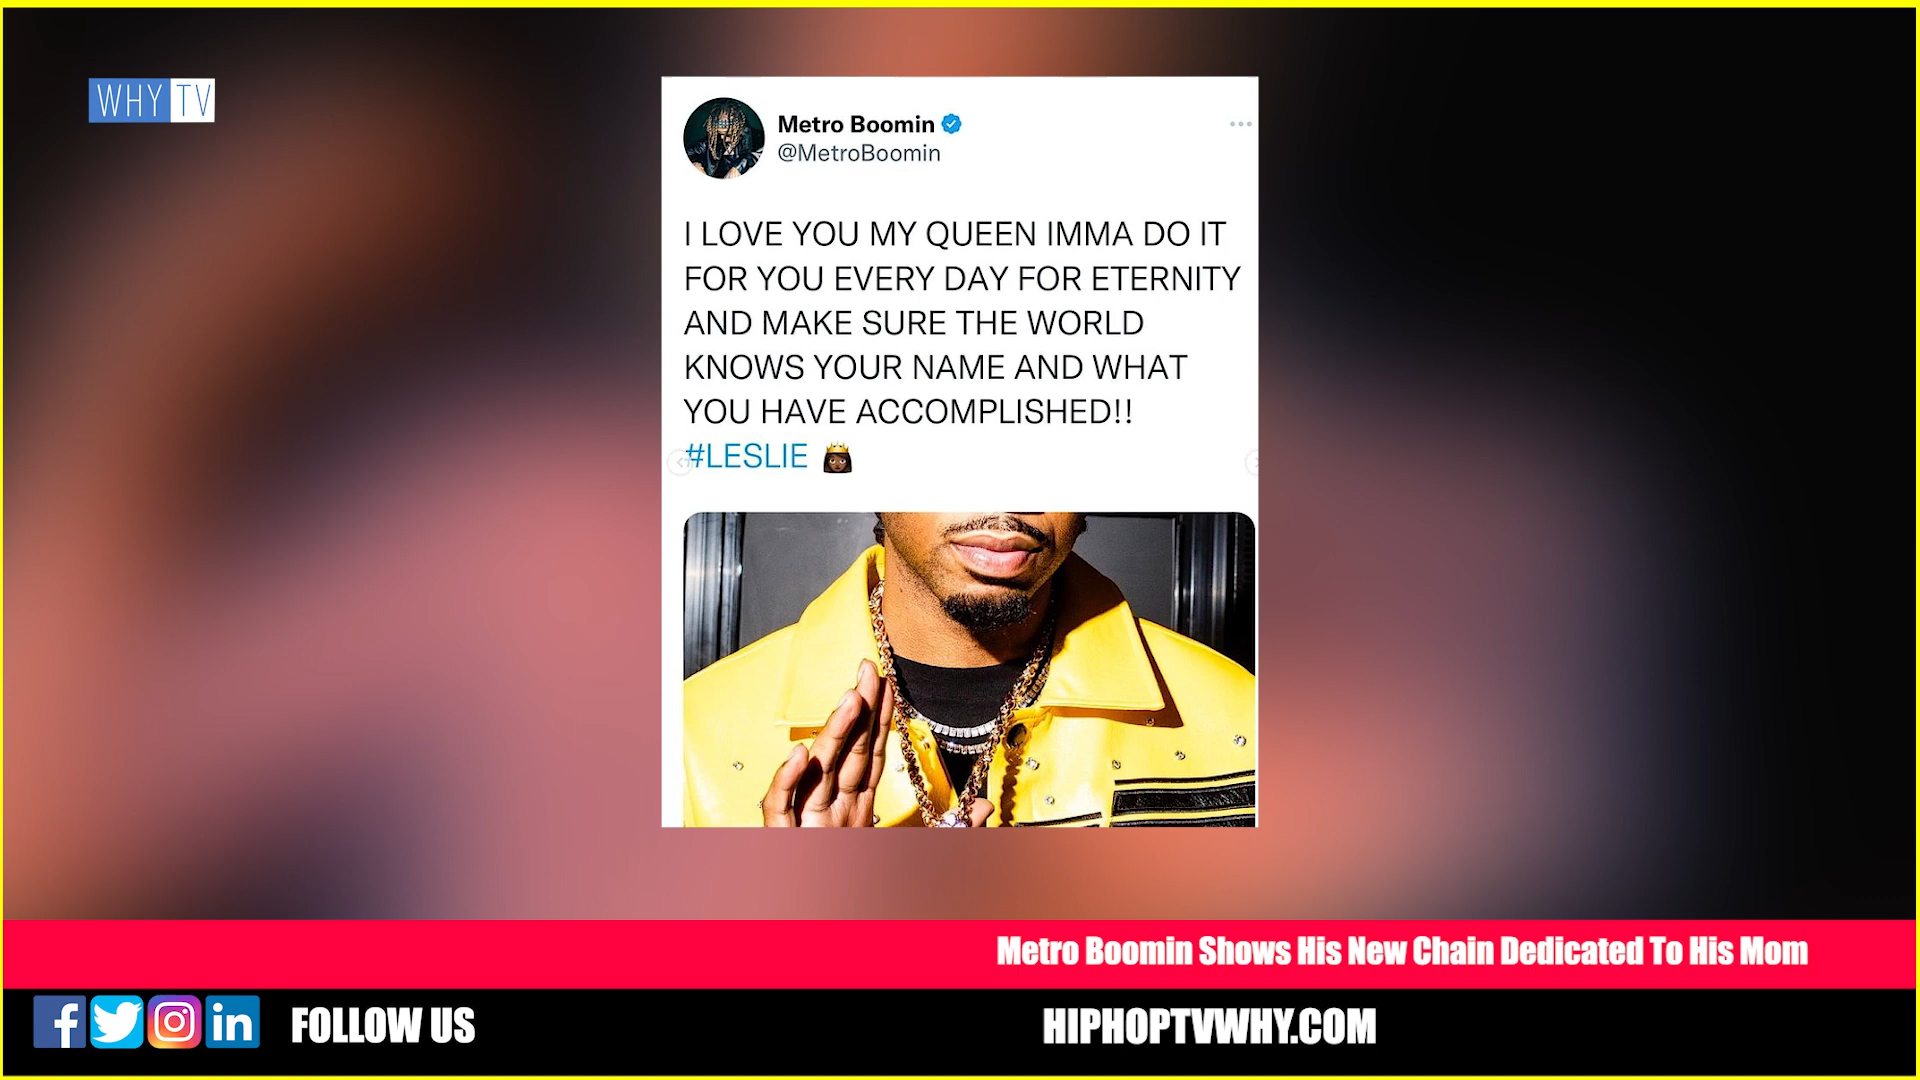 WHY TV
Metro Boomin
@MetroBoomin
I LOVE YOU MY QUEEN IMMA DO IT
FOR YOU EVERY DAY FOR ETERNITY
AND MAKE SURE THE WORLD
KNOWS YOUR NAME AND WHAT
YOU HAVE ACCOMPLISHED!!
#LESLIE 👸🏿
Metro Boomin Shows His New Chain Dedicated To His Mom
FOLLOW US
HIPHOPTVWHY.COM